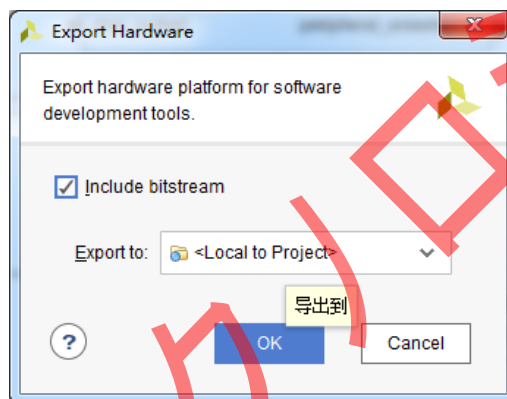 Export Hardware
Export hardware platform for software
development tools.
Include bitstream
Export to: <Local to Project>
导出到
?
OK
Cancel